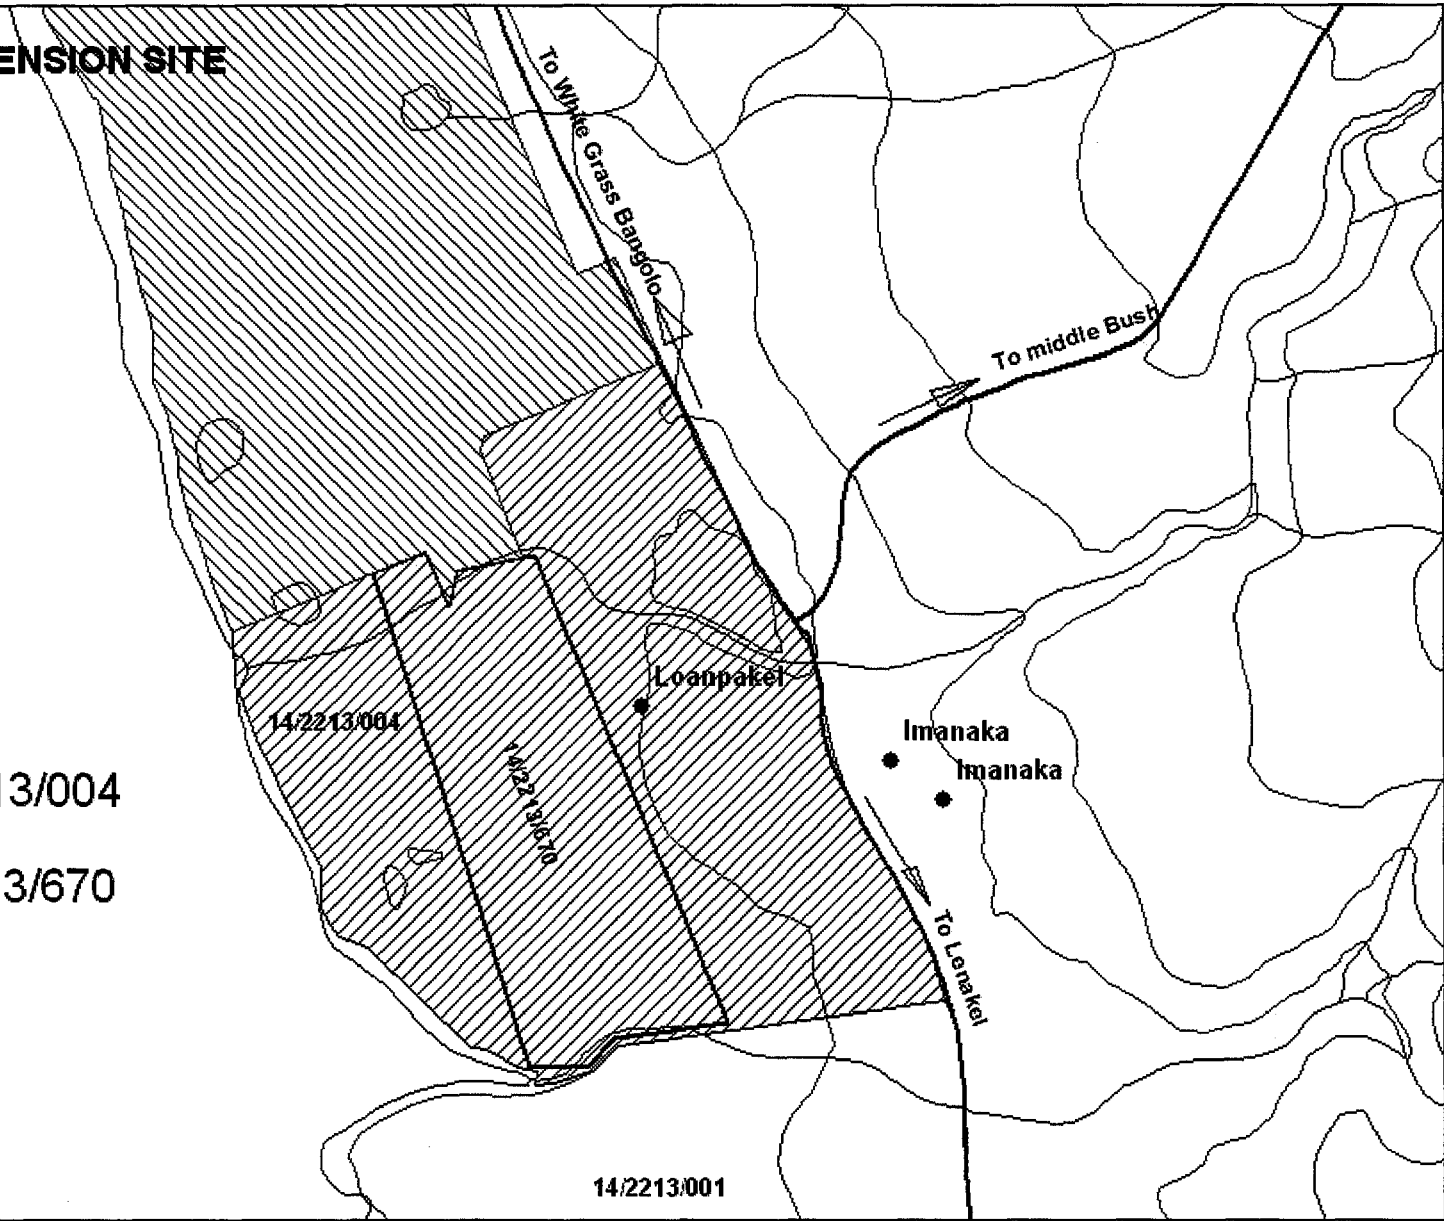 ENSION SITE
To White Grass Bangolo
To middle Bush
Loanpakel
14/2213/004
Imanaka
Imanaka
14/2213/670
13/004
3/670
To Lenakel
14/2213/001